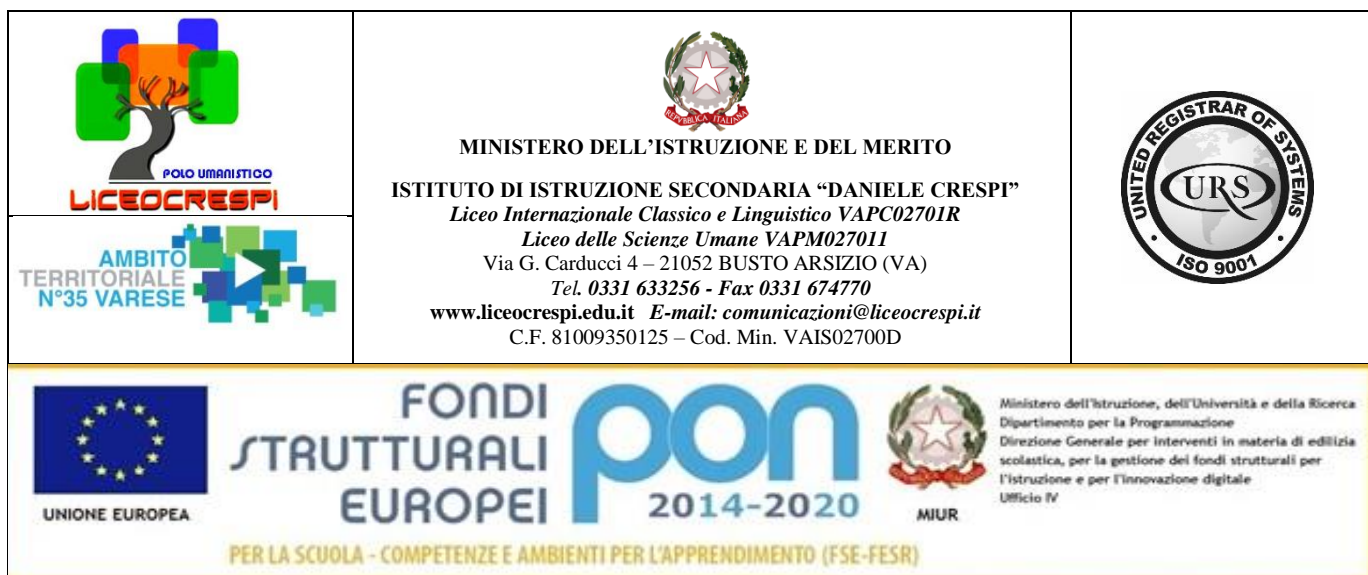 POLO UMANISTICO
LICEOCRESPI
AMBITO
TERRITORIALE
N°35 VARESE
REPVBBLICA ITALIANA
MINISTERO DELL’ISTRUZIONE E DEL MERITO
ISTITUTO DI ISTRUZIONE SECONDARIA “DANIELE CRESPI”
Liceo Internazionale Classico e Linguistico VAPC02701R
Liceo delle Scienze Umane VAPM027011
Via G. Carducci 4 – 21052 BUSTO ARSIZIO (VA)
Tel. 0331 633256 - Fax 0331 674770
www.liceocrespi.edu.it E-mail: comunicazioni@liceocrespi.it
C.F. 81009350125 – Cod. Min. VAIS02700D
UNITED REGISTRAR OF SYSTEMS
URS
ISO 9001
UNIONE EUROPEA
FONDI
STRUTTURALI
EUROPEI
pon
2014-2020
MIUR
Ministero dell'Istruzione, dell'Università e della Ricerca
Dipartimento per la Programmazione
Direzione Generale per interventi in materia di edilizia
scolastica, per la gestione dei fondi strutturali per
l'istruzione e per l'innovazione digitale
Ufficio IV
PER LA SCUOLA - COMPETENZE E AMBIENTI PER L'APPRENDIMENTO (FSE-FESR)